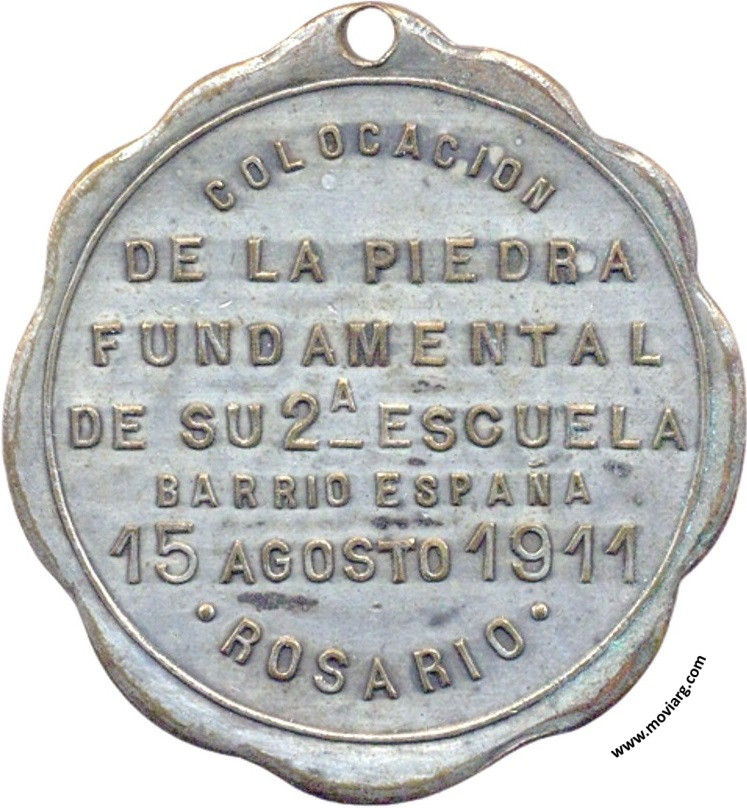 COLOCACION
DE LA PIEDRA
FUNDAMENTAL
DE SU 2ᴬ ESCUELA
BARRIO ESPAÑA
15 AGOSTO 1911
• ROSARIO •
www.moviarg.com